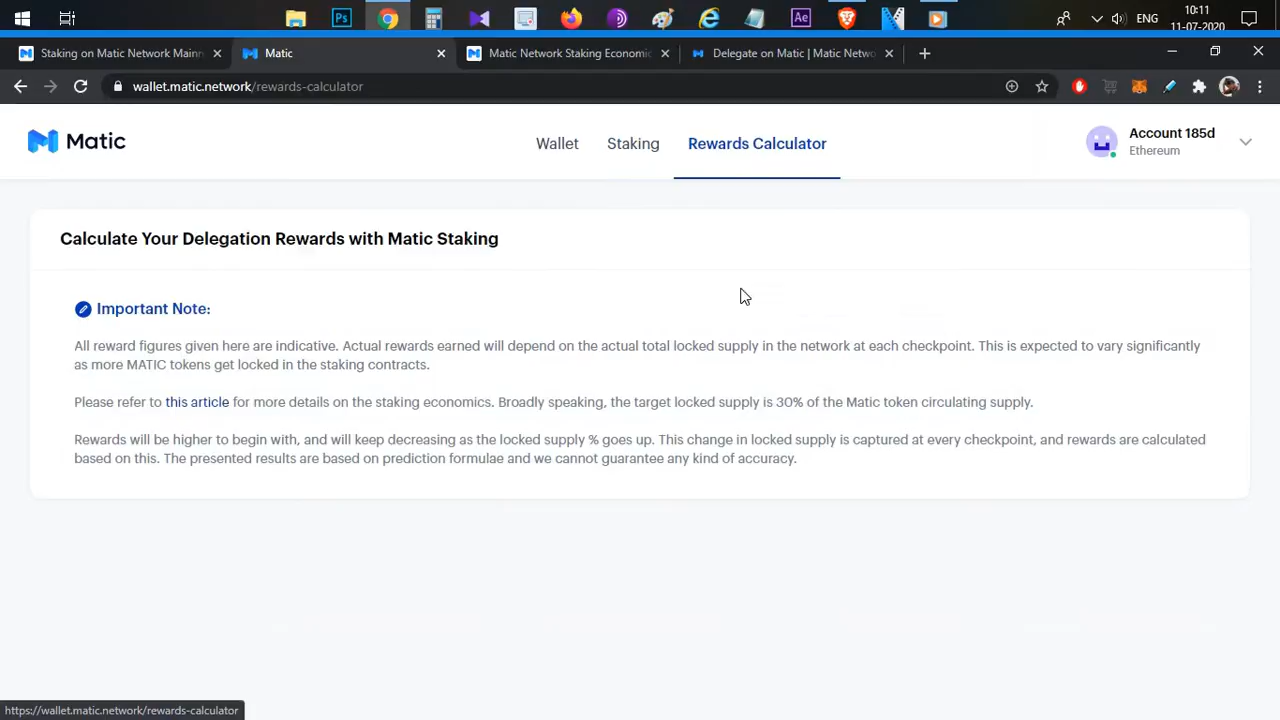 10:11
ENG
11-07-2020
Ps
Ae
Staking on Matic Network Mainn
Matic
Matic Network Staking Economic
Delegate on Matic | Matic Netwo
wallet.matic.network/rewards-calculator
Matic
Wallet
Staking
Rewards Calculator
Account 185d
Ethereum
Calculate Your Delegation Rewards with Matic Staking
Important Note:
All reward figures given here are indicative. Actual rewards earned will depend on the actual total locked supply in the network at each checkpoint. This is expected to vary significantly
as more MATIC tokens get locked in the staking contracts.
Please refer to this article for more details on the staking economics. Broadly speaking, the target locked supply is 30% of the Matic token circulating supply.
Rewards will be higher to begin with, and will keep decreasing as the locked supply % goes up. This change in locked supply is captured at every checkpoint, and rewards are calculated
based on this. The presented results are based on prediction formulae and we cannot guarantee any kind of accuracy.
https://wallet.matic.network/rewards-calculator